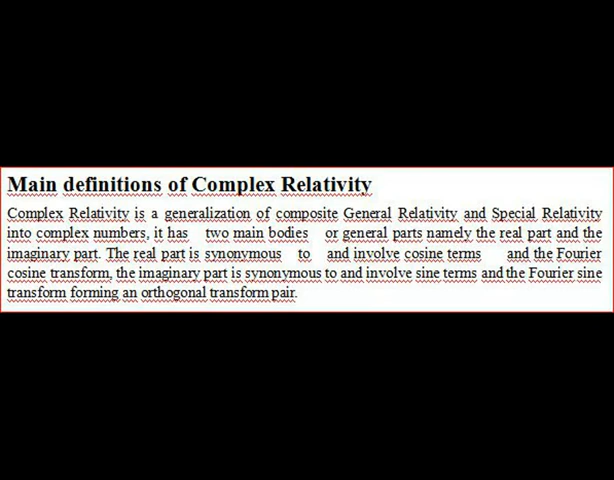 Main definitions of Complex Relativity
Complex Relativity is a generalization of composite General Relativity and Special Relativity
into complex numbers, it has two main bodies or general parts namely the real part and the
imaginary part. The real part is synonymous to and involve cosine terms and the Fourier
cosine transform, the imaginary part is synonymous to and involve sine terms and the Fourier sine
transform forming an orthogonal transform pair.